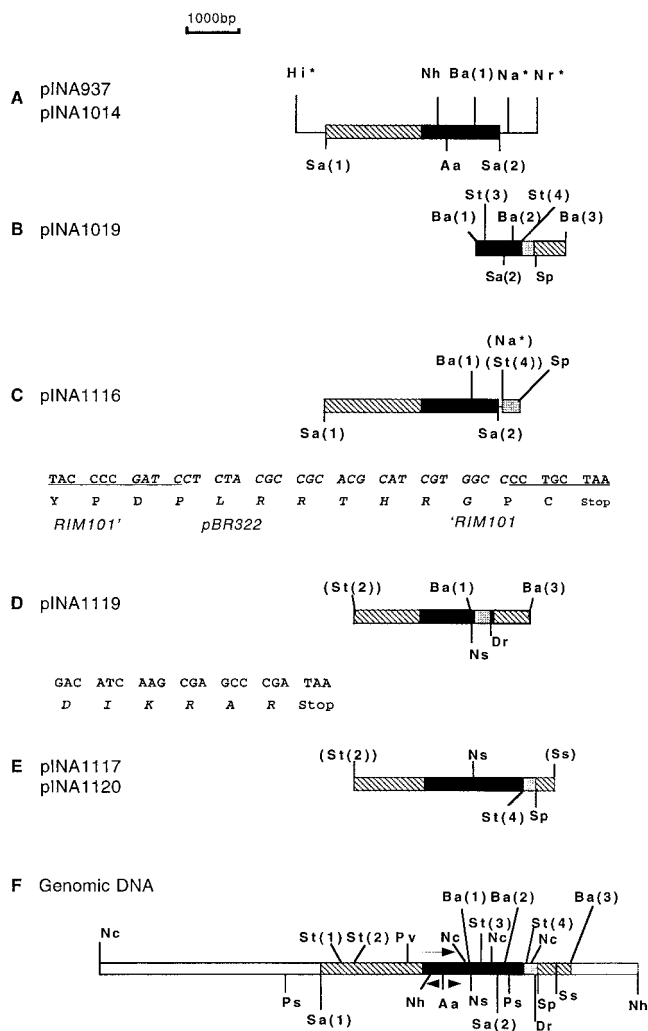 1000bp
Hi* Nh Ba(1) Na* Nr*
A pINA937
pINA1014
Sa(1) Aa Sa(2)
St(3) St(4)
Ba(1) Ba(2) Ba(3)
B pINA1019
Sa(2) Sp
(Na*)
Ba(1) (St(4)) Sp
C pINA1116
Sa(1) Sa(2)
TAC CCC GAT CCT CTA CGC CGC ACG CAT CGT GGC CCC TGC TAA
Y P D P L R R T H R G P C Stop
RIM101' pBR322 'RIM101
(St(2)) Ba(1) Ba(3)
D pINA1119
Dr
Ns
GAC ATC AAG CGA GCC CGA TAA
D I K R A R Stop
(St(2)) Ns (Ss)
E pINA1117
pINA1120
St(4) Sp
F Genomic DNA
Ba(1) Ba(2) Ba(3)
Nc St(1) St(2) Pv Nc St(3) Nc St(4) Nc
Ps Nh Aa Ns Ps Sp Ss Nh
Sa(1) Sa(2) Dr